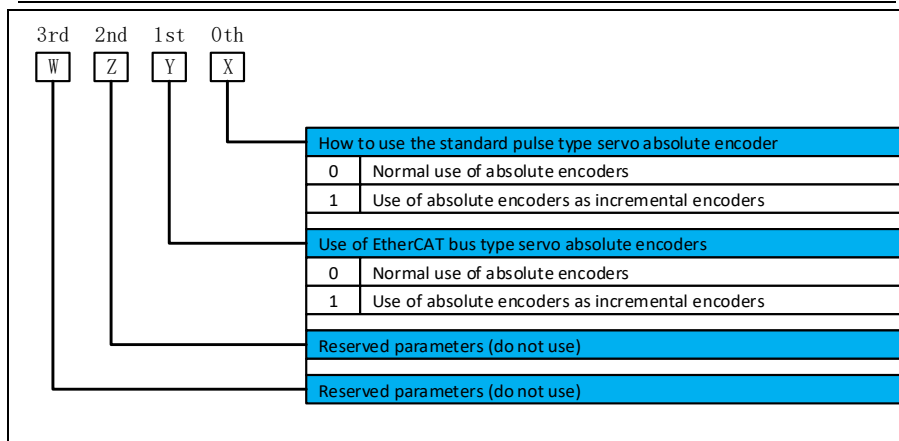 3rd 2nd 1st 0th
W Z Y X
How to use the standard pulse type servo absolute encoder
0 Normal use of absolute encoders
1 Use of absolute encoders as incremental encoders
Use of EtherCAT bus type servo absolute encoders
0 Normal use of absolute encoders
1 Use of absolute encoders as incremental encoders
Reserved parameters (do not use)
Reserved parameters (do not use)